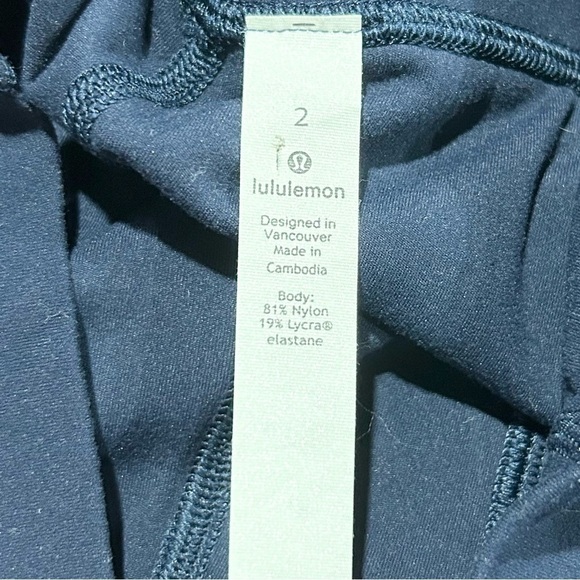 2
lululemon
Designed in
Vancouver
Made in
Cambodia
Body:
81% Nylon
19% Lycra®
elastane